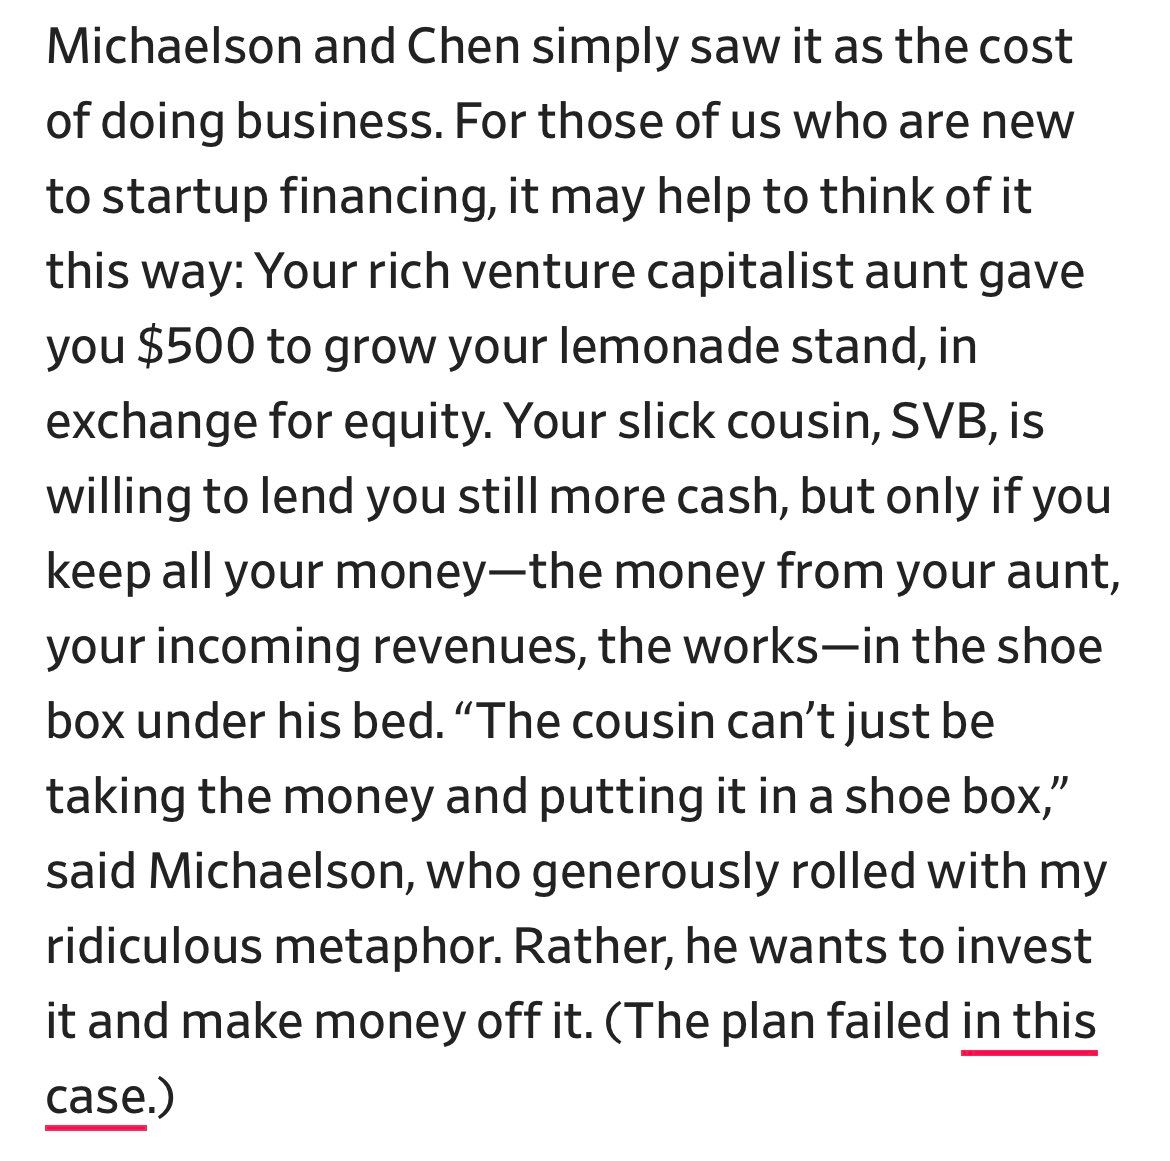 Michaelson and Chen simply saw it as the cost
of doing business. For those of us who are new
to startup financing, it may help to think of it
this way: Your rich venture capitalist aunt gave
you $500 to grow your lemonade stand, in
exchange for equity. Your slick cousin, SVB, is
willing to lend you still more cash, but only if you
keep all your money—the money from your aunt,
your incoming revenues, the works—in the shoe
box under his bed. “The cousin can’t just be
taking the money and putting it in a shoe box,”
said Michaelson, who generously rolled with my
ridiculous metaphor. Rather, he wants to invest
it and make money off it. (The plan failed in this
case.)